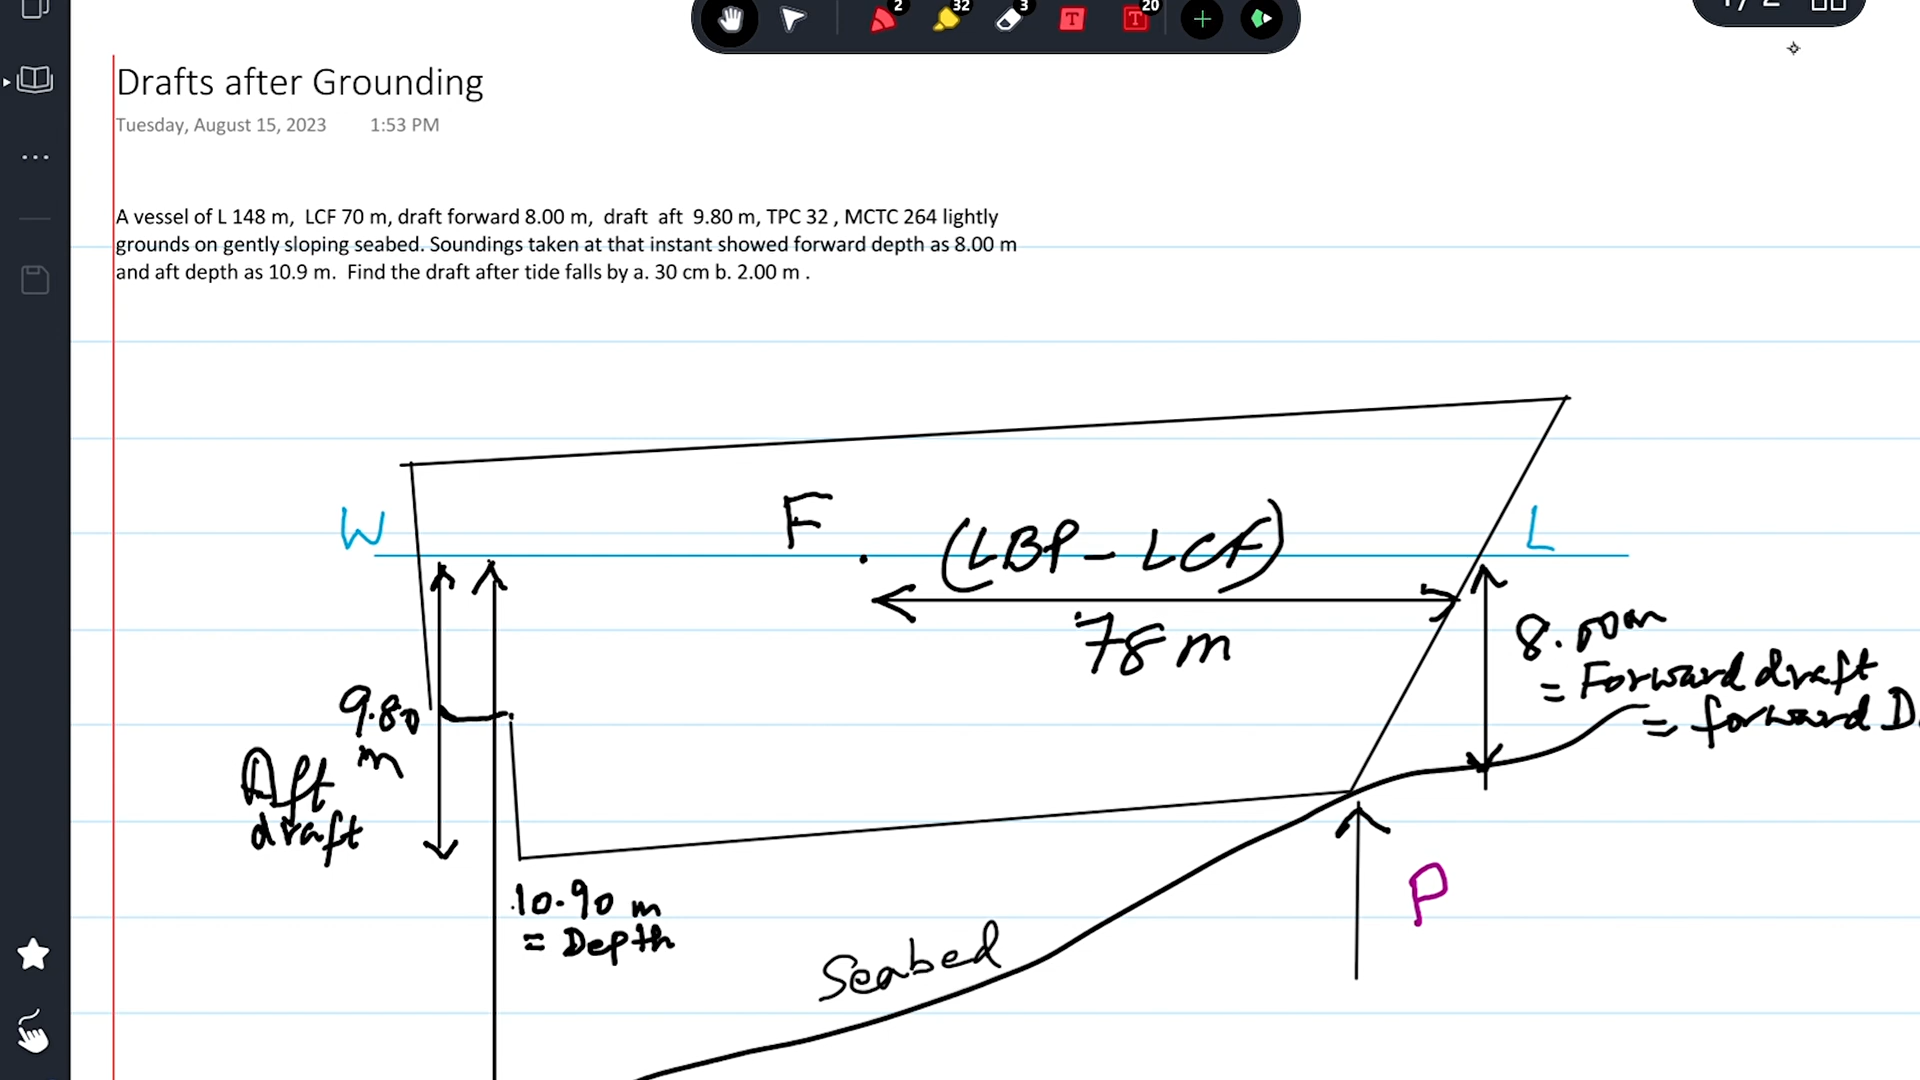 2
32
3
T
T
20
Drafts after Grounding
Tuesday, August 15, 2023 1:53 PM
A vessel of L 148 m, LCF 70 m, draft forward 8.00 m, draft aft 9.80 m, TPC 32 , MCTC 264 lightly
grounds on gently sloping seabed. Soundings taken at that instant showed forward depth as 8.00 m
and aft depth as 10.9 m. Find the draft after tide falls by a. 30 cm b. 2.00 m .
W
F
(LBP - LCF)
L
78 m
8.00m
= Forward draft
= forward D
9.80
m
Aft
draft
10.90 m
= Depth
P
Seabed